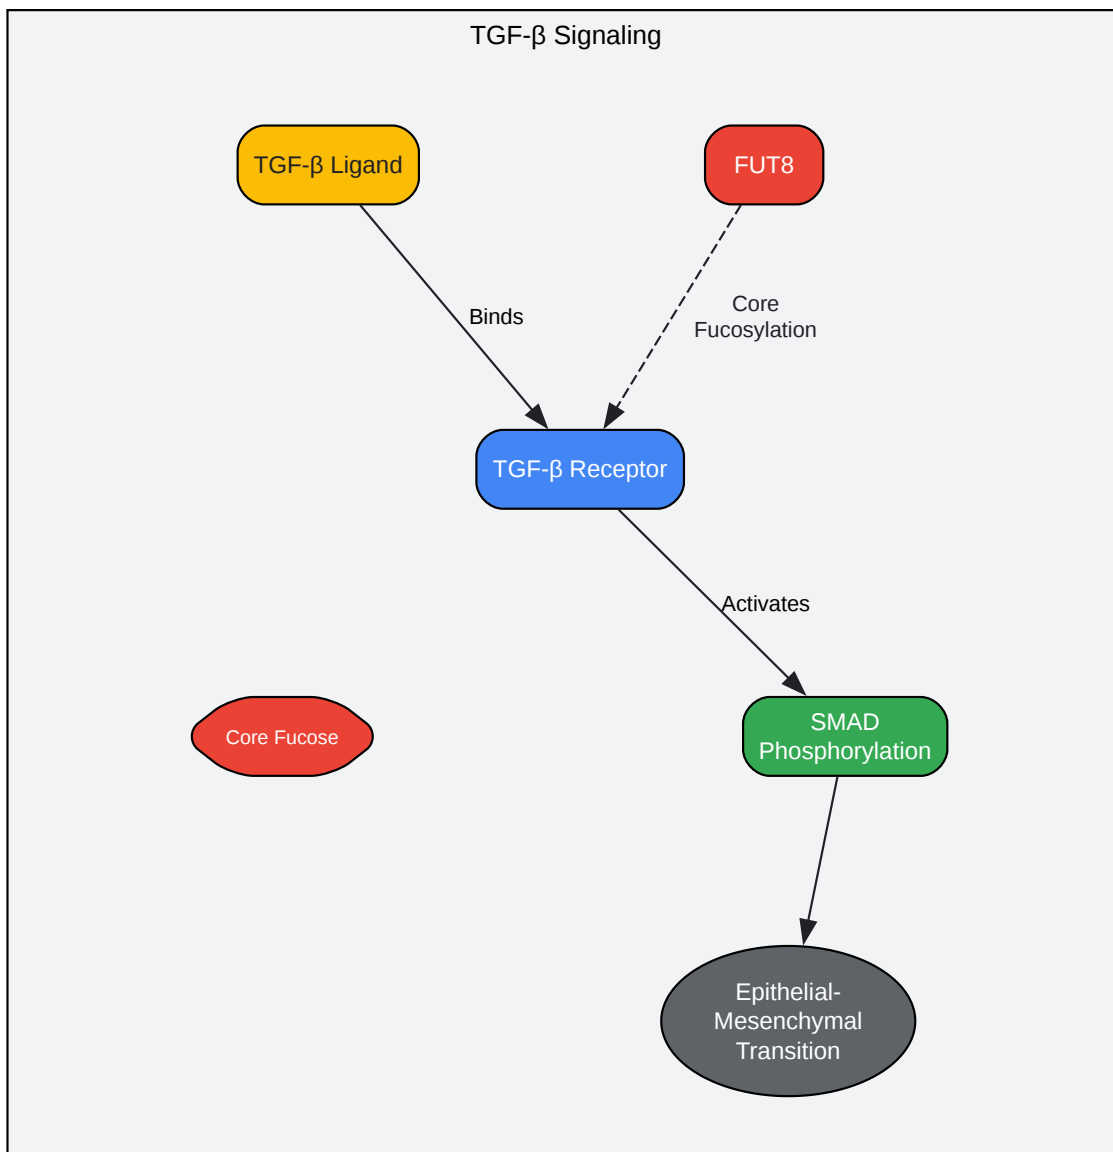 TGF-β Signaling
TGF-β Ligand
FUT8
Binds
Core
Fucosylation
TGF-β Receptor
Activates
Core Fucose
SMAD
Phosphorylation
Epithelial-
Mesenchymal
Transition